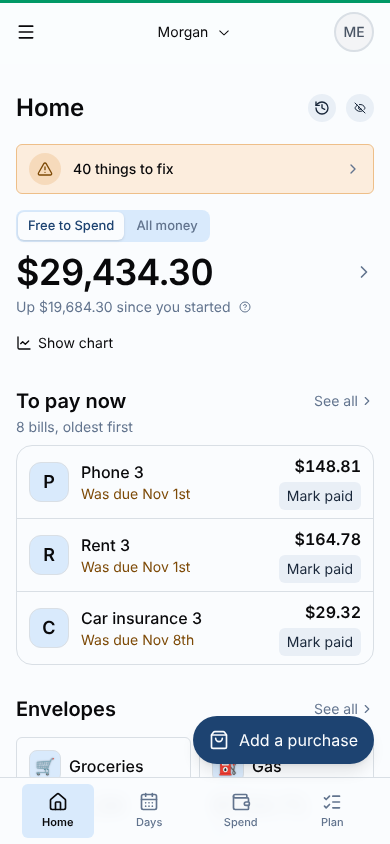 Morgan
ME
Home
40 things to fix
Free to Spend
All money
$29,434.30
Up $19,684.30 since you started
Show chart
To pay now
See all
8 bills, oldest first
P
Phone 3
Was due Nov 1st
$148.81
Mark paid
R
Rent 3
Was due Nov 1st
$164.78
Mark paid
C
Car insurance 3
Was due Nov 8th
$29.32
Mark paid
Envelopes
See all
Add a purchase
Groceries
Gas
Home
Days
Spend
Plan